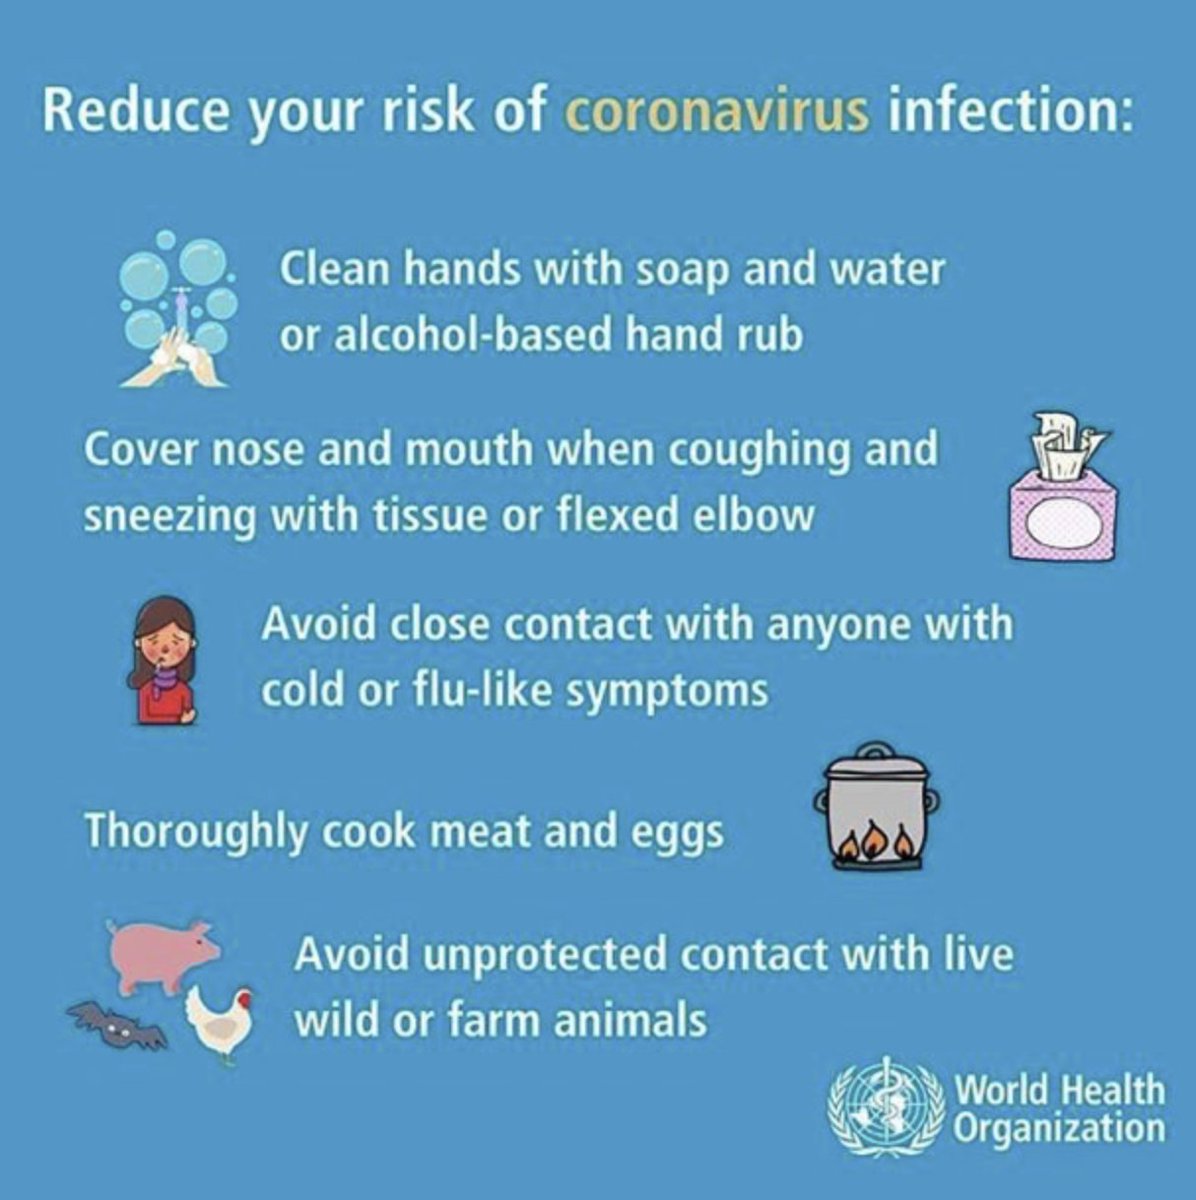 Reduce your risk of coronavirus infection:
Clean hands with soap and water
or alcohol-based hand rub
Cover nose and mouth when coughing and
sneezing with tissue or flexed elbow
Avoid close contact with anyone with
cold or flu-like symptoms
Thoroughly cook meat and eggs
Avoid unprotected contact with live
wild or farm animals
World Health
Organization